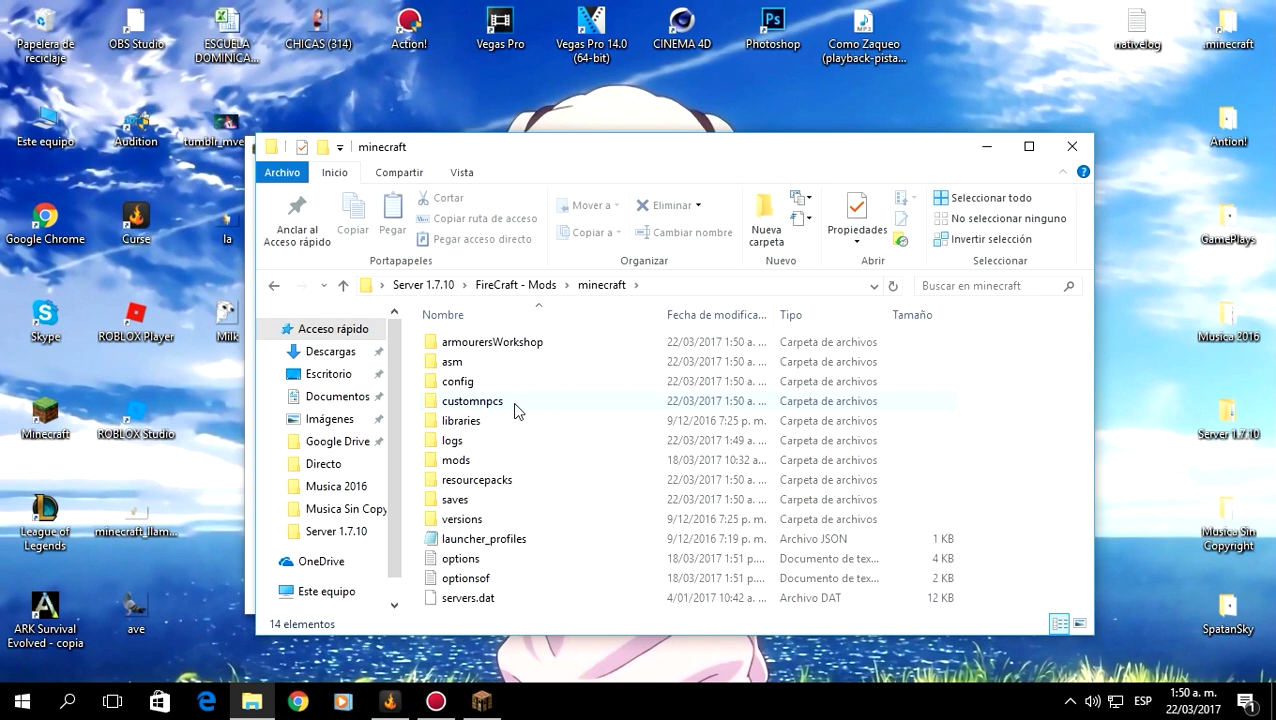 Papelera de reciclaje
OBS Studio
ESCUELA DOMINICA...
CHICAS (314)
Action!
Vegas Pro
Vegas Pro 14.0 (64-bit)
CINEMA 4D
Photoshop
Como Zaqueo (playback-pista...
nativelog
.minecraft
Este equipo
Audition
tumblr_mve
Antion!
Google Chrome
Curse
la
GamePlays
Skype
ROBLOX Player
Milk
Musica 2016
Minecraft
ROBLOX Studio
Server 1.7.10
League of Legends
minecraft_llam...
Musica Sin Copyright
ARK Survival Evolved - copia
ave
SpatanSky
minecraft
Archivo
Inicio
Compartir
Vista
Anclar al Acceso rápido
Copiar
Pegar
Cortar
Copiar ruta de acceso
Pegar acceso directo
Portapapeles
Mover a
Copiar a
Eliminar
Cambiar nombre
Organizar
Nueva carpeta
Nuevo
Propiedades
Abrir
Seleccionar todo
No seleccionar ninguno
Invertir selección
Seleccionar
Server 1.7.10 > FireCraft - Mods > minecraft >
Buscar en minecraft
Acceso rápido
Descargas
Escritorio
Documentos
Imágenes
Google Drive
Directo
Musica 2016
Musica Sin Copy
Server 1.7.10
OneDrive
Este equipo
Nombre Fecha de modifica... Tipo Tamaño
armourersWorkshop 22/03/2017 1:50 a. ... Carpeta de archivos
asm 22/03/2017 1:50 a. ... Carpeta de archivos
config 22/03/2017 1:50 a. ... Carpeta de archivos
customnpcs 22/03/2017 1:50 a. ... Carpeta de archivos
libraries 9/12/2016 7:25 p. m. Carpeta de archivos
logs 22/03/2017 1:49 a. ... Carpeta de archivos
mods 18/03/2017 10:32 a... Carpeta de archivos
resourcepacks 22/03/2017 1:50 a. ... Carpeta de archivos
saves 22/03/2017 1:50 a. ... Carpeta de archivos
versions 9/12/2016 7:25 p. m. Carpeta de archivos
launcher_profiles 9/12/2016 7:19 p. m. Archivo JSON 1 KB
options 18/03/2017 1:51 p.... Documento de tex... 4 KB
optionsof 18/03/2017 1:51 p.... Documento de tex... 2 KB
servers.dat 4/01/2017 10:42 a. ... Archivo DAT 12 KB
14 elementos
ESP
1:50 a. m.
22/03/2017
1